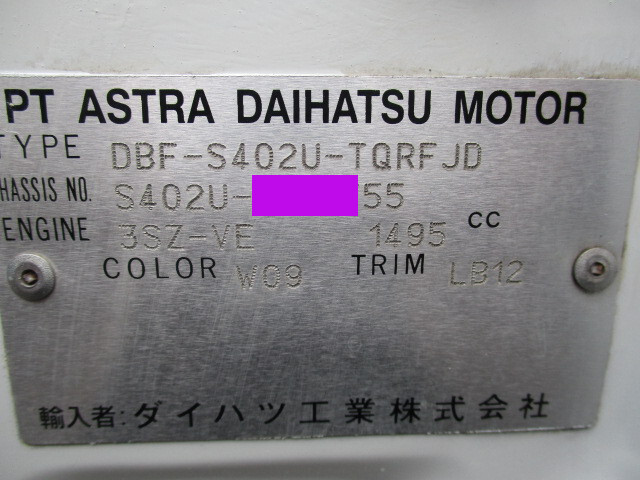 PT ASTRA DAIHATSU MOTOR
TYPE DBF-S402U-TQRFJD
CHASSIS NO. S402U- 55
ENGINE 3SZ-VE 1495 CC
COLOR W09 TRIM LB12
輸入者: ダイハツ工業株式会社